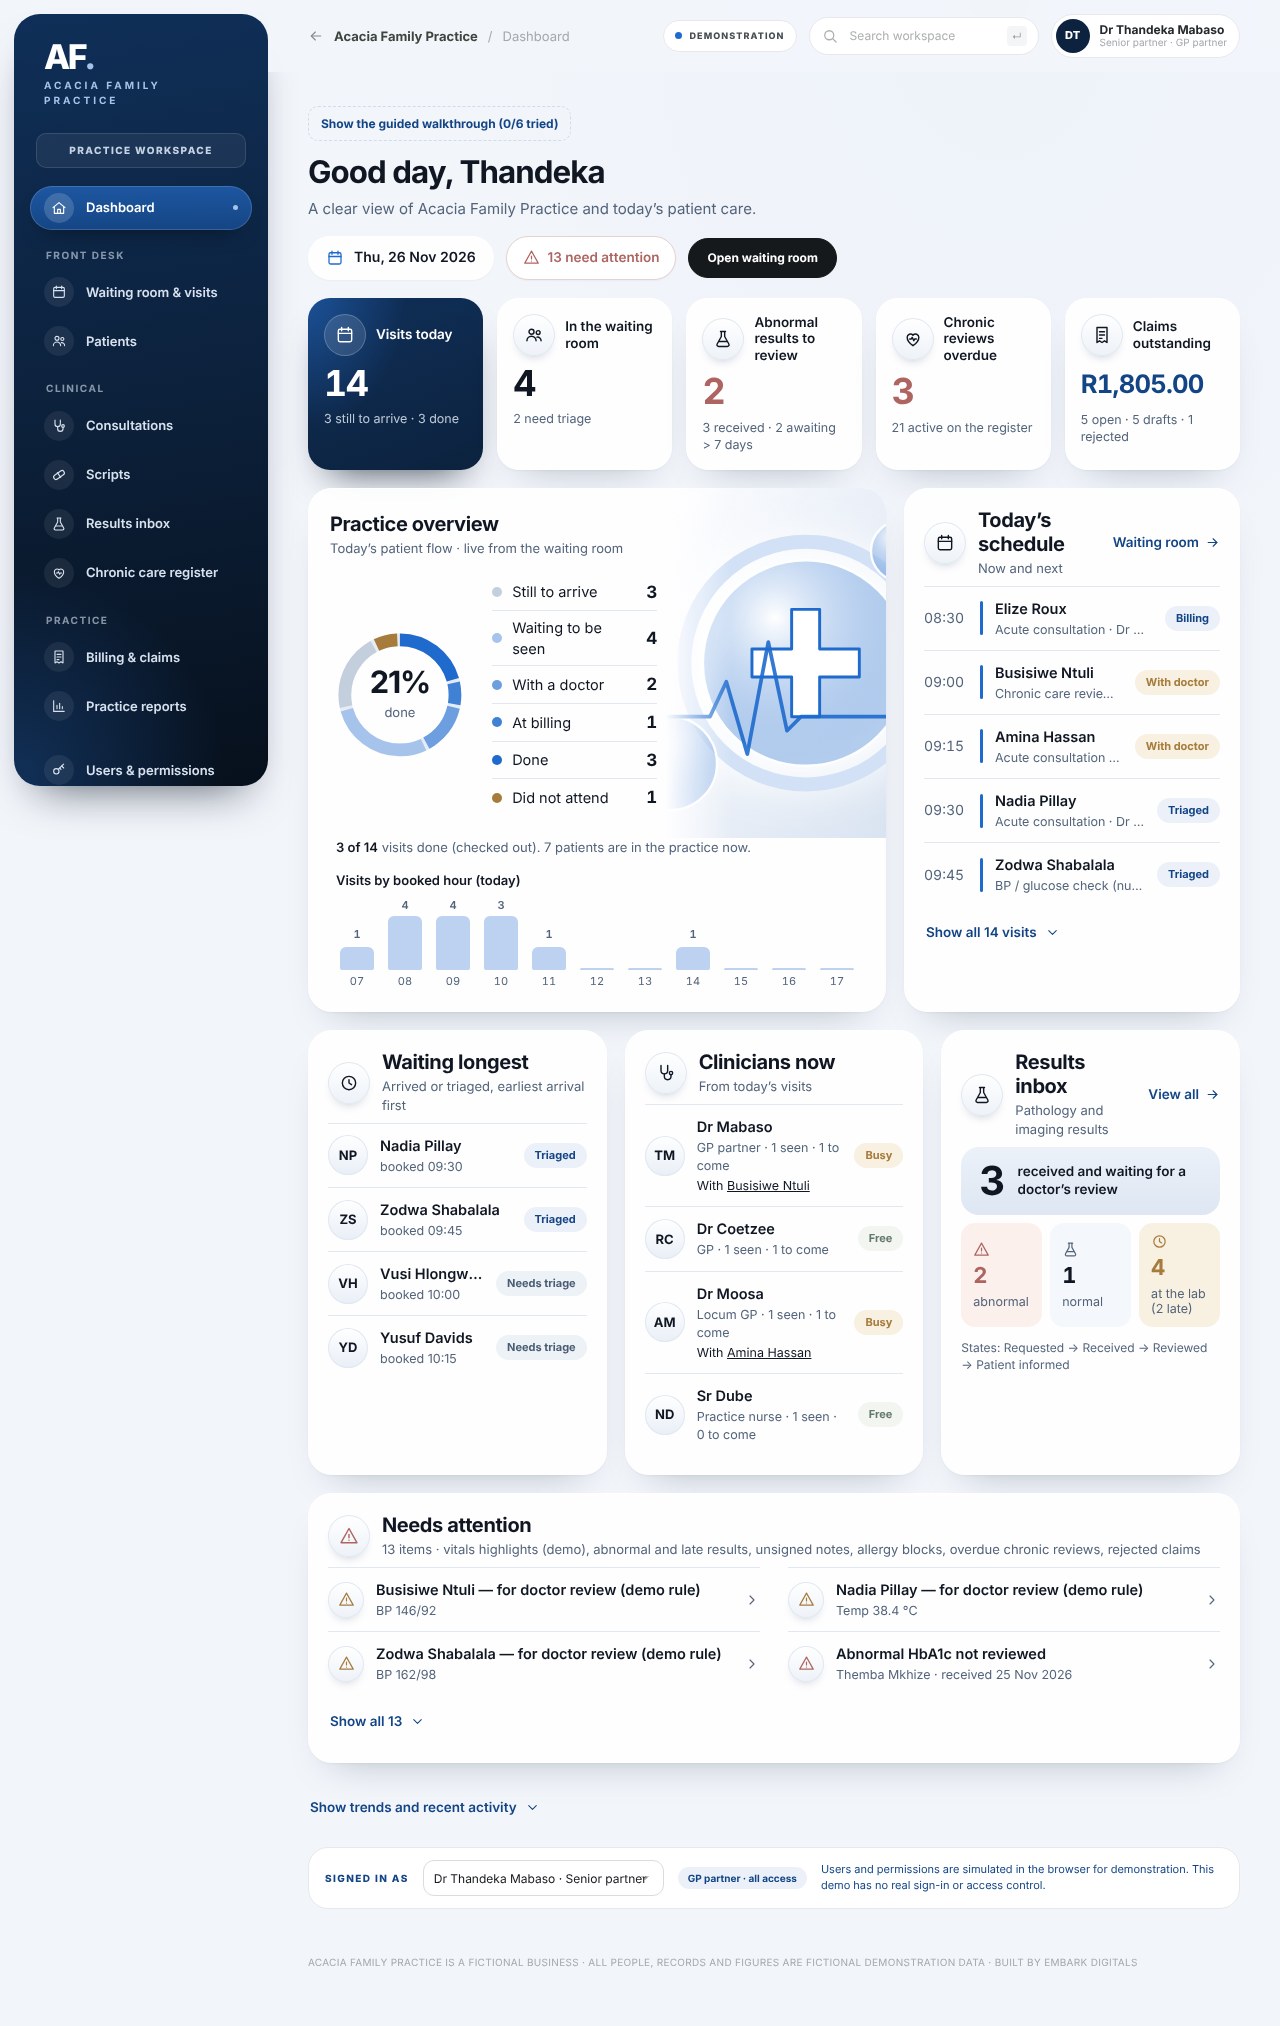 AF.
ACACIA FAMILY
PRACTICE
PRACTICE WORKSPACE
Dashboard
FRONT DESK
Waiting room & visits
Patients
CLINICAL
Consultations
Scripts
Results inbox
Chronic care register
PRACTICE
Billing & claims
Practice reports
Users & permissions
Acacia Family Practice / Dashboard
DEMONSTRATION
Search workspace
DT
Dr Thandeka Mabaso
Senior partner · GP partner
Show the guided walkthrough (0/6 tried)
Good day, Thandeka
A clear view of Acacia Family Practice and today’s patient care.
Thu, 26 Nov 2026
13 need attention
Open waiting room
Visits today
14
3 still to arrive · 3 done
In the waiting
room
4
2 need triage
Abnormal
results to
review
2
3 received · 2 awaiting
> 7 days
Chronic
reviews
overdue
3
21 active on the register
Claims
outstanding
R1,805.00
5 open · 5 drafts · 1
rejected
Practice overview
Today’s patient flow · live from the waiting room
21%
done
Still to arrive 3
Waiting to be
seen 4
With a doctor 2
At billing 1
Done 3
Did not attend 1
3 of 14 visits done (checked out). 7 patients are in the practice now.
Visits by booked hour (today)
1 4 4 3 1 1
07 08 09 10 11 12 13 14 15 16 17
Today’s
schedule
Now and next
Waiting room →
08:30
Elize Roux
Acute consultation · Dr ...
Billing
09:00
Busisiwe Ntuli
Chronic care revie...
With doctor
09:15
Amina Hassan
Acute consultation ...
With doctor
09:30
Nadia Pillay
Acute consultation · Dr ...
Triaged
09:45
Zodwa Shabalala
BP / glucose check (nu...
Triaged
Show all 14 visits
Waiting longest
Arrived or triaged, earliest arrival
first
NP
Nadia Pillay
booked 09:30
Triaged
ZS
Zodwa Shabalala
booked 09:45
Triaged
VH
Vusi Hlongw...
booked 10:00
Needs triage
YD
Yusuf Davids
booked 10:15
Needs triage
Clinicians now
From today’s visits
TM
Dr Mabaso
GP partner · 1 seen · 1 to
come
With Busisiwe Ntuli
Busy
RC
Dr Coetzee
GP · 1 seen · 1 to come
Free
AM
Dr Moosa
Locum GP · 1 seen · 1 to
come
With Amina Hassan
Busy
ND
Sr Dube
Practice nurse · 1 seen ·
0 to come
Free
Results
inbox
Pathology and
imaging results
View all →
3
received and waiting for a
doctor’s review
2
abnormal
1
normal
4
at the lab
(2 late)
States: Requested → Received → Reviewed
→ Patient informed
Needs attention
13 items · vitals highlights (demo), abnormal and late results, unsigned notes, allergy blocks, overdue chronic reviews, rejected claims
Busisiwe Ntuli — for doctor review (demo rule)
BP 146/92
Nadia Pillay — for doctor review (demo rule)
Temp 38.4 °C
Zodwa Shabalala — for doctor review (demo rule)
BP 162/98
Abnormal HbA1c not reviewed
Themba Mkhize · received 25 Nov 2026
Show all 13
Show trends and recent activity
SIGNED IN AS
Dr Thandeka Mabaso · Senior partner
GP partner · all access
Users and permissions are simulated in the browser for demonstration. This
demo has no real sign-in or access control.
ACACIA FAMILY PRACTICE IS A FICTIONAL BUSINESS · ALL PEOPLE, RECORDS AND FIGURES ARE FICTIONAL DEMONSTRATION DATA · BUILT BY EMBARK DIGITALS